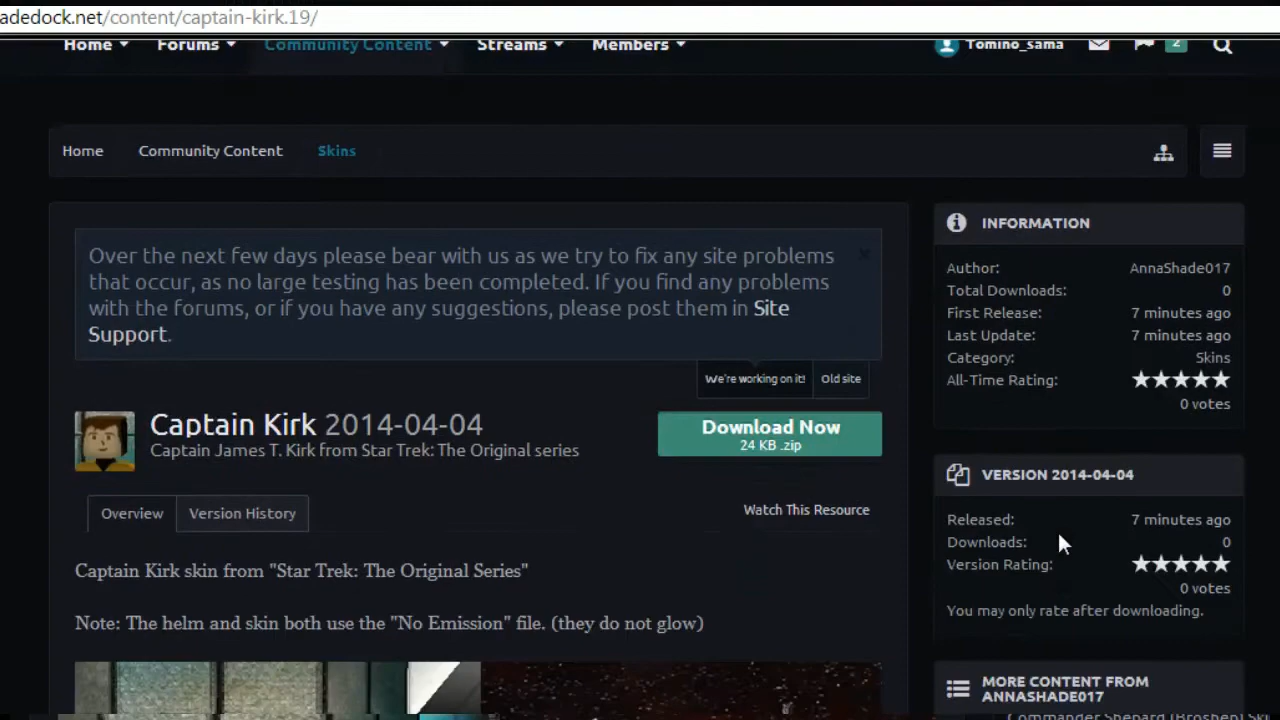 adedock.net/content/captain-kirk.19/
Home Forums Community Content Streams Members Tomino_sama 2
Home Community Content Skins
Over the next few days please bear with us as we try to fix any site problems
that occur, as no large testing has been completed. If you find any problems
with the forums, or if you have any suggestions, please post them in Site
Support.
We're working on it! Old site
Captain Kirk 2014-04-04
Captain James T. Kirk from Star Trek: The Original series
Download Now
24 KB .zip
Overview Version History Watch This Resource
Captain Kirk skin from "Star Trek: The Original Series"
Note: The helm and skin both use the "No Emission" file. (they do not glow)
INFORMATION
Author: AnnaShade017
Total Downloads: 0
First Release: 7 minutes ago
Last Update: 7 minutes ago
Category: Skins
All-Time Rating: ★★★★★
0 votes
VERSION 2014-04-04
Released: 7 minutes ago
Downloads: 0
Version Rating: ★★★★★
0 votes
You may only rate after downloading.
MORE CONTENT FROM
ANNASHADE017
Commander Shepard (Broshep) Ski